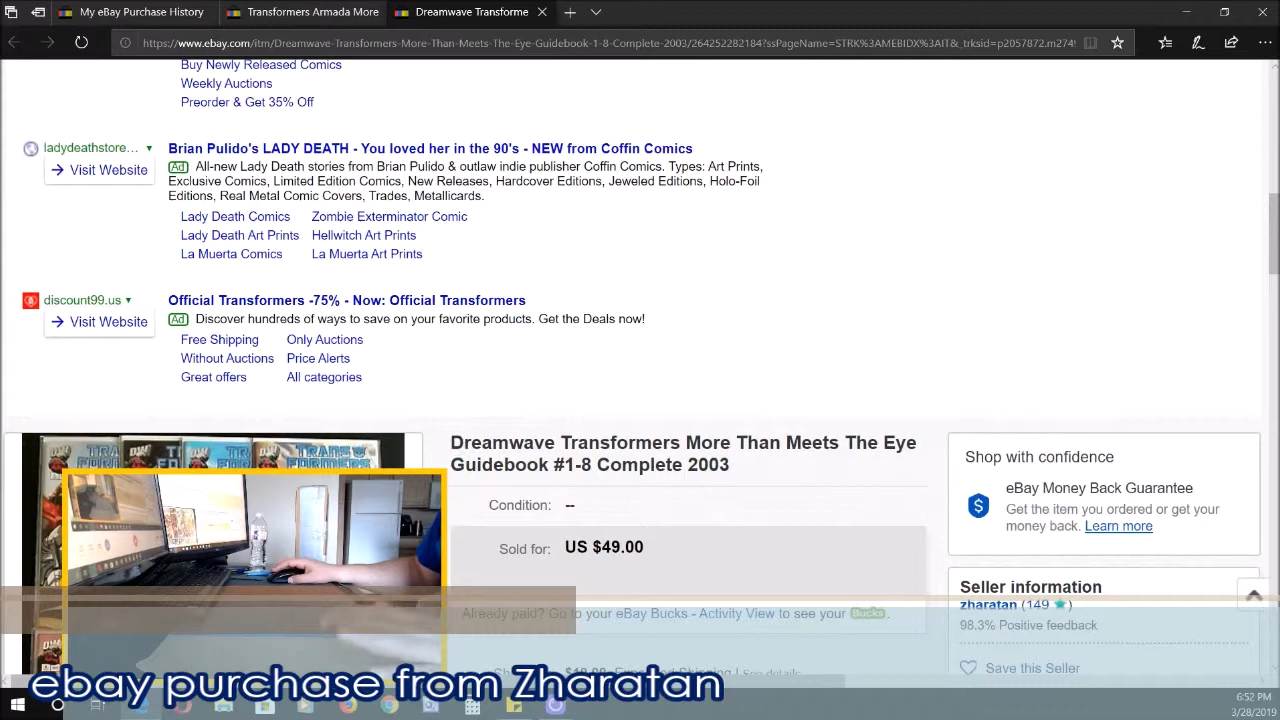 My eBay Purchase History
Transformers Armada More
Dreamwave Transforme
https://www.ebay.com/itm/Dreamwave-Transformers-More-Than-Meets-The-Eye-Guidebook-1-8-Complete-2003/264252282184?ssPageName=STRK%3AMEBIDX%3AIT&_trksid=p2057872.m2749
Buy Newly Released Comics
Weekly Auctions
Preorder & Get 35% Off
ladydeathstore...
Visit Website
Brian Pulido's LADY DEATH - You loved her in the 90's - NEW from Coffin Comics
Ad All-new Lady Death stories from Brian Pulido & outlaw indie publisher Coffin Comics. Types: Art Prints,
Exclusive Comics, Limited Edition Comics, New Releases, Hardcover Editions, Jeweled Editions, Holo-Foil
Editions, Real Metal Comic Covers, Trades, Metallicards.
Lady Death Comics Zombie Exterminator Comic
Lady Death Art Prints Hellwitch Art Prints
La Muerta Comics La Muerta Art Prints
discount99.us
Visit Website
Official Transformers -75% - Now: Official Transformers
Ad Discover hundreds of ways to save on your favorite products. Get the Deals now!
Free Shipping Only Auctions
Without Auctions Price Alerts
Great offers All categories
Dreamwave Transformers More Than Meets The Eye
Guidebook #1-8 Complete 2003
Condition: --
Sold for: US $49.00
Already paid? Go to your eBay Bucks - Activity View to see your Bucks.
See details
Shop with confidence
eBay Money Back Guarantee
Get the item you ordered or get your
money back. Learn more
Seller information
zharatan (149)
98.3% Positive feedback
Save this Seller
ebay purchase from Zharatan
6:52 PM
3/28/2019